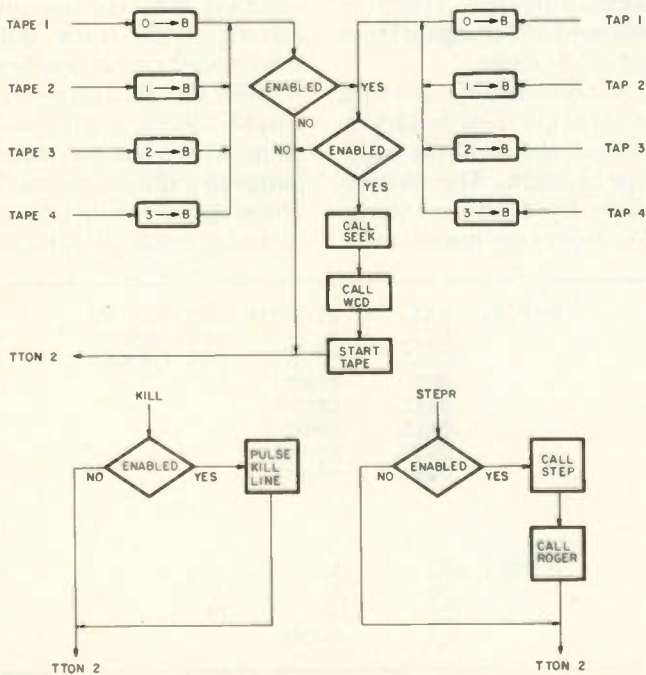 TAPE 1
0 → B
0 → B
TAP 1
TAPE 2
1 → B
ENABLED
YES
1 → B
TAP 2
NO
TAPE 3
2 → B
NO
ENABLED
2 → B
TAP 3
YES
TAPE 4
3 → B
CALL
SEEK
3 → B
TAP 4
CALL
WCD
TTON 2
START
TAPE
KILL
STEPR
ENABLED
NO
YES
PULSE
KILL
LINE
ENABLED
NO
YES
CALL
STEP
CALL
ROGER
TTON 2
TTON 2